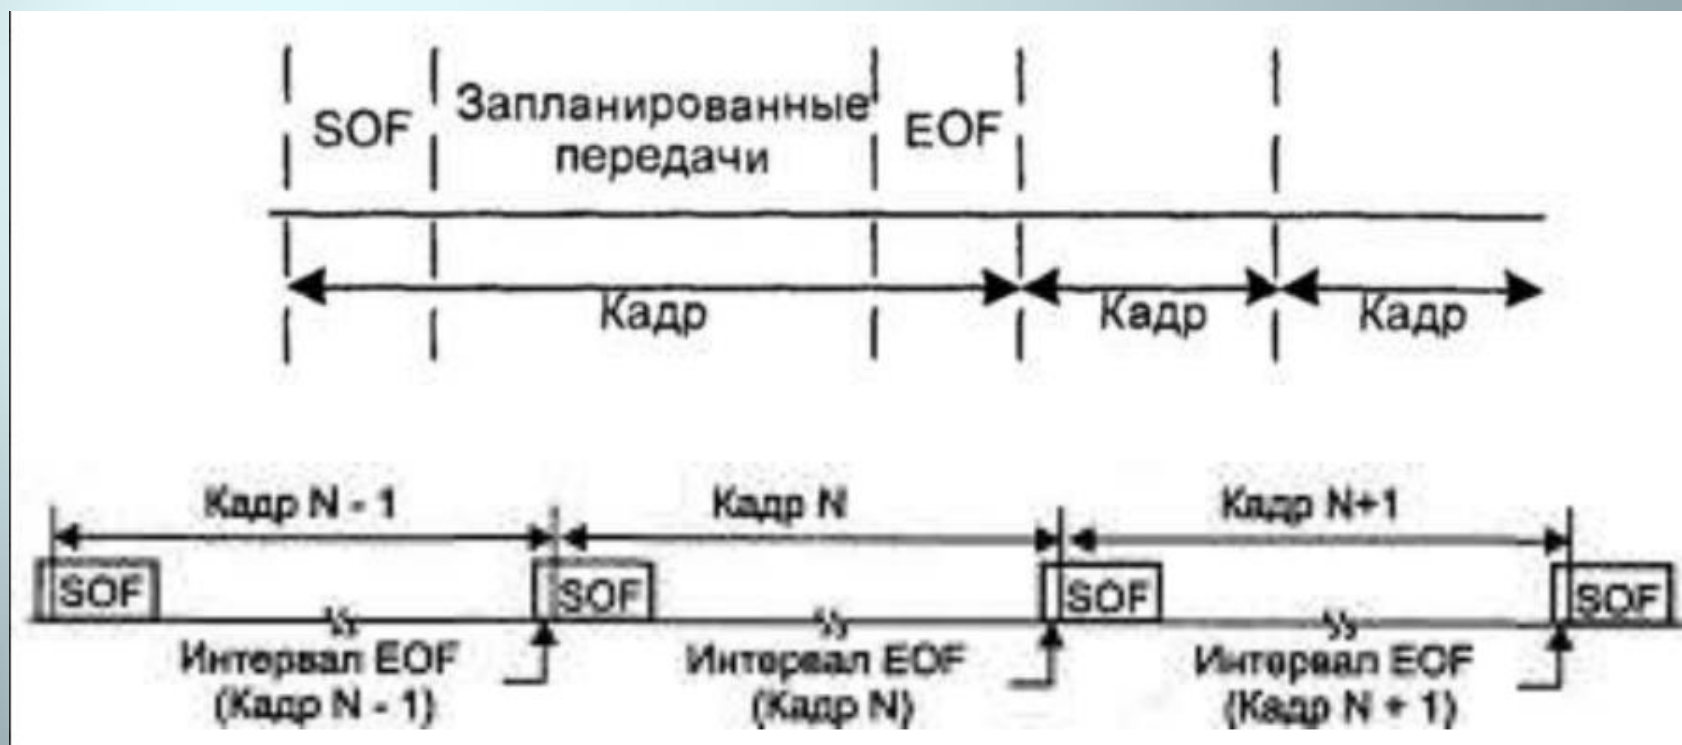 SOF
Запланированные
передачи
EOF
Кадр
Кадр
Кадр
Кадр N - 1
Кадр N
Кадр N+1
SOF
SOF
SOF
SOF
Интервал EOF
(Кадр N - 1)
Интервал EOF
(Кадр N)
Интервал EOF
(Кадр N + 1)